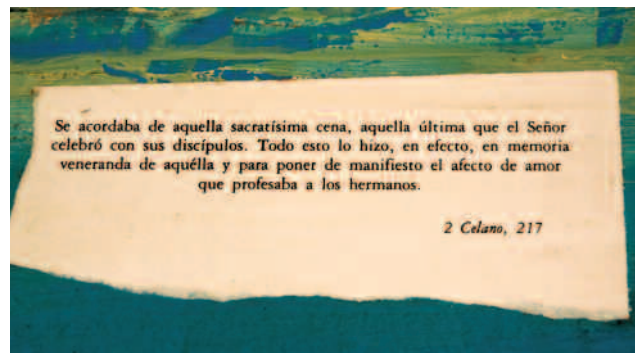 Se acordaba de aquella sacratísima cena, aquella última que el Señor
celebró con sus discípulos. Todo esto lo hizo, en efecto, en memoria
veneranda de aquélla y para poner de manifiesto el afecto de amor
que profesaba a los hermanos.
2 Celano, 217